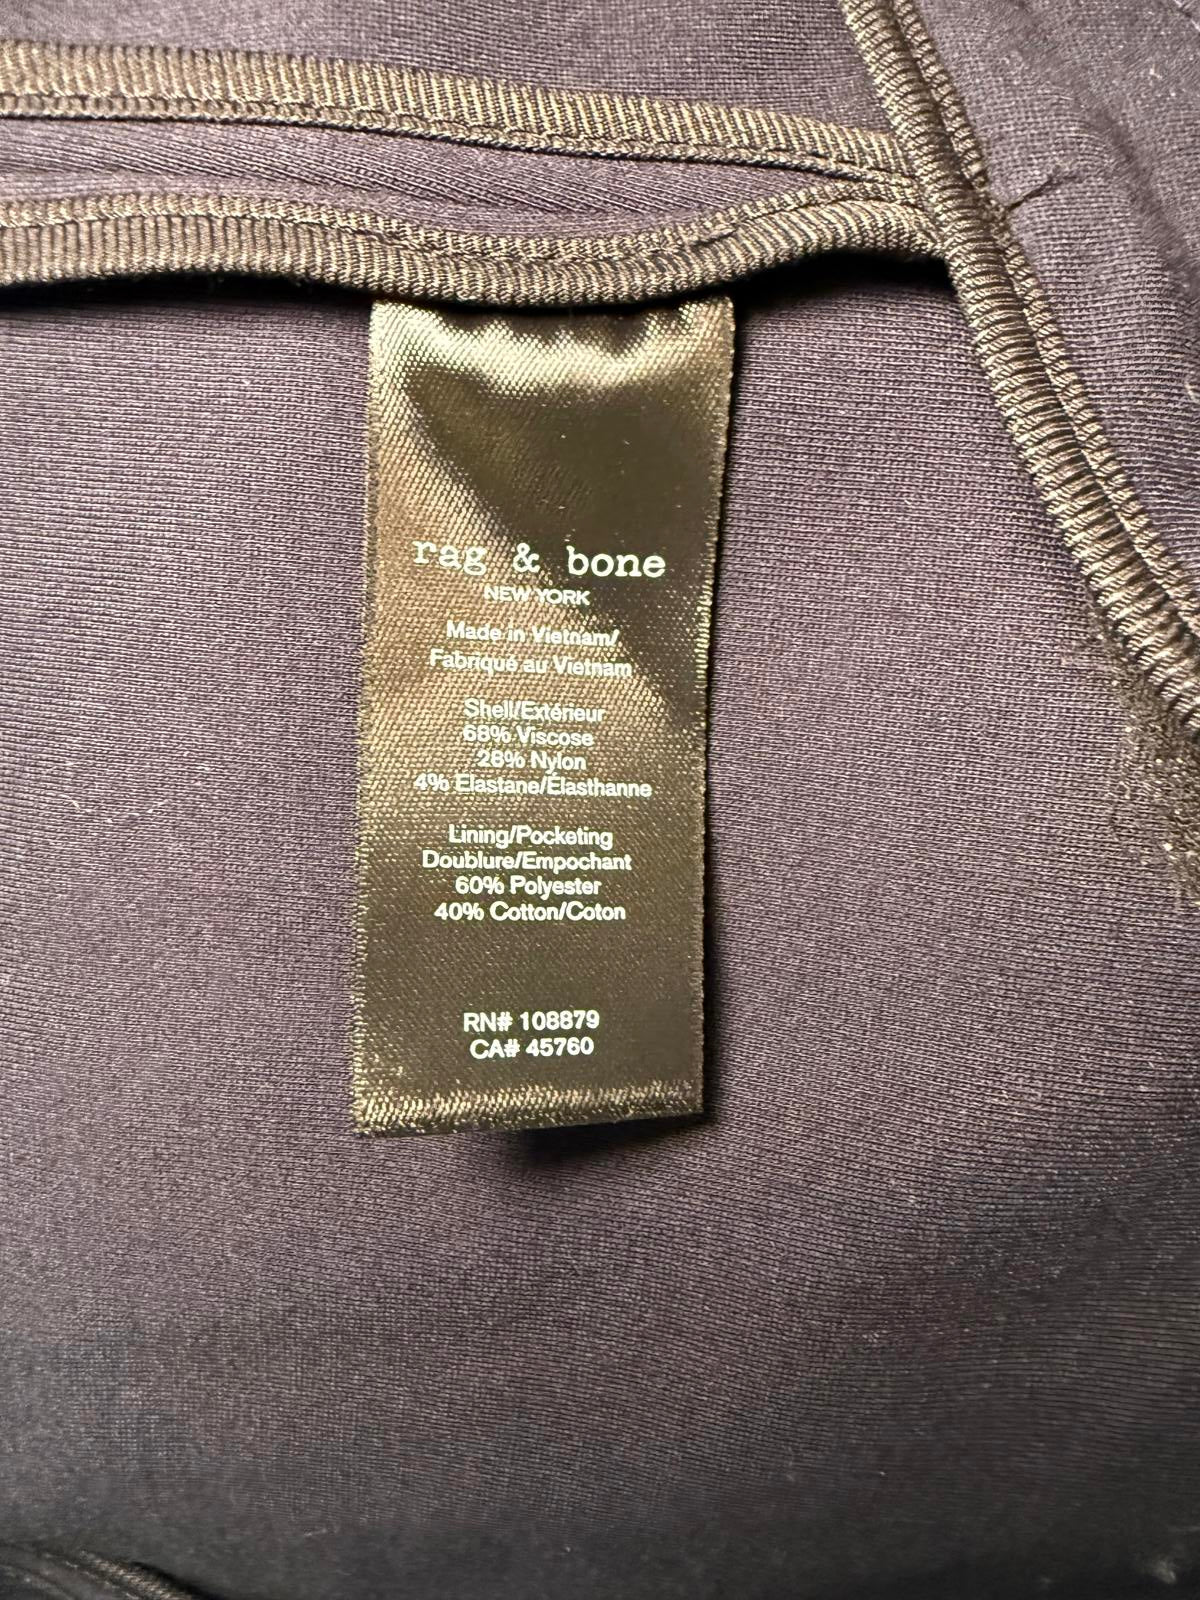 rag & bone
NEW YORK
Made in Vietnam/
Fabriqué au Vietnam
Shell/Extérieur
68% Viscose
28% Nylon
4% Elastane/Élasthanne
Lining/Pocketing
Doublure/Empochant
60% Polyester
40% Cotton/Coton
RN# 108879
CA# 45760